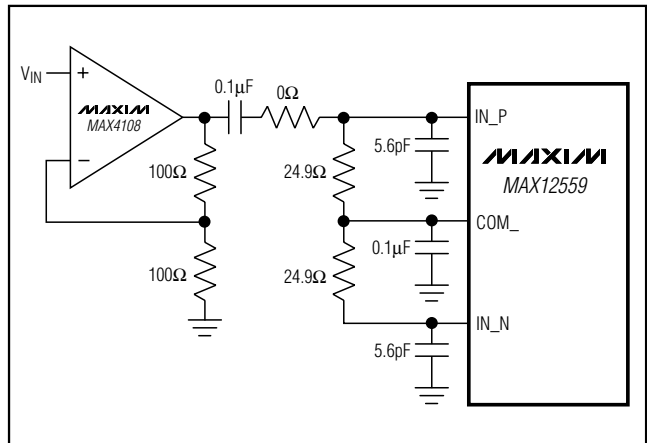 V_IN
+
MAXIM
MAX4108
−
0.1µF
0Ω
100Ω
100Ω
24.9Ω
24.9Ω
5.6pF
0.1µF
5.6pF
IN_P
MAXIM
MAX12559
COM_
IN_N